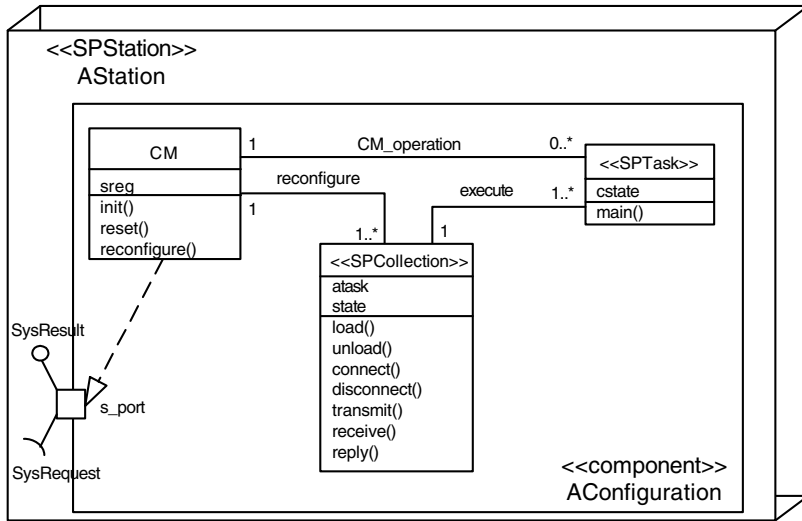 <<SPStation>>
AStation
CM
sreg
init()
reset()
reconfigure()
1
CM_operation
0..*
reconfigure
1
1..*
execute
1..*
1
<<SPTask>>
cstate
main()
<<SPCollection>>
atask
state
load()
unload()
connect()
disconnect()
transmit()
receive()
reply()
SysResult
s_port
SysRequest
<<component>>
AConfiguration